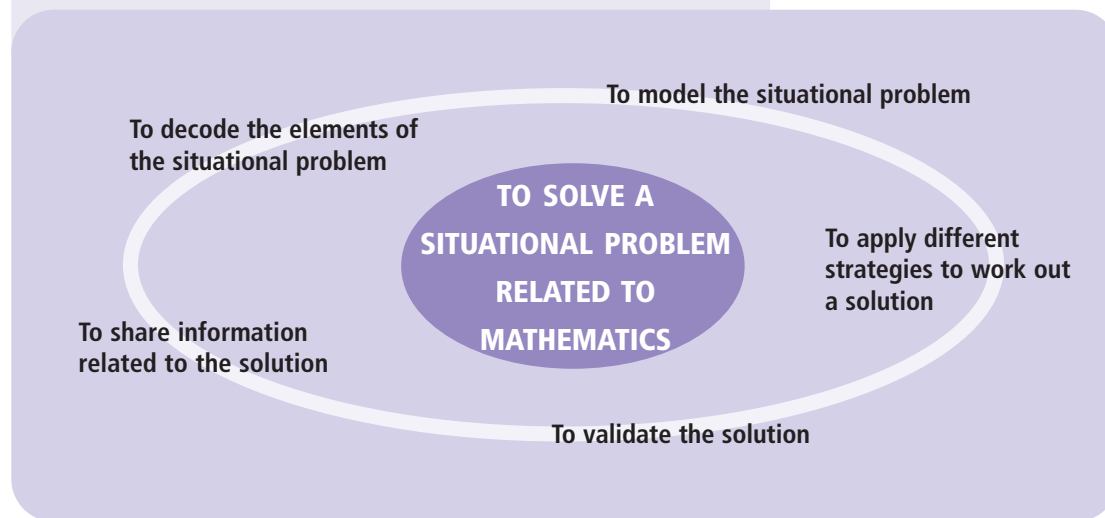 To model the situational problem
To decode the elements of
the situational problem
TO SOLVE A
SITUATIONAL PROBLEM
RELATED TO
MATHEMATICS
To apply different
strategies to work out
a solution
To share information
related to the solution
To validate the solution